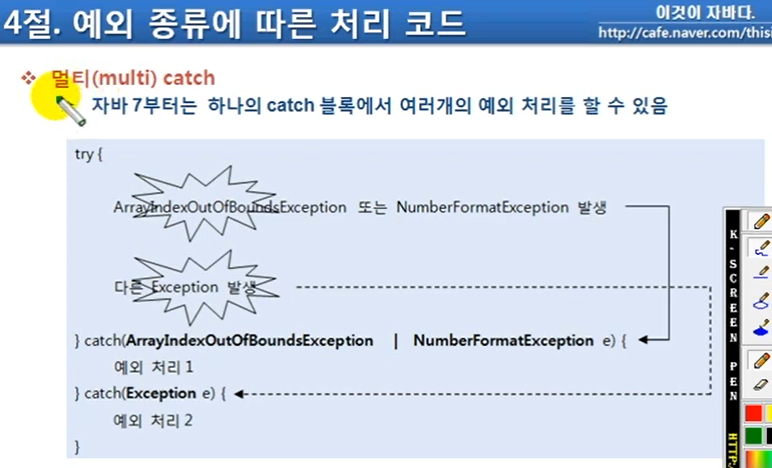 4절. 예외 종류에 따른 처리 코드
이것이 자바다.
http://cafe.naver.com/thisi
멀티(multi) catch
자바 7부터는 하나의 catch 블록에서 여러개의 예외 처리를 할 수 있음
try {
ArrayIndexOutOfBoundsException 또는 NumberFormatException 발생
다른 Exception 발생
} catch(ArrayIndexOutOfBoundsException | NumberFormatException e) {
예외 처리 1
} catch(Exception e) {
예외 처리 2
}
K-SCREEN PEN HTTP: